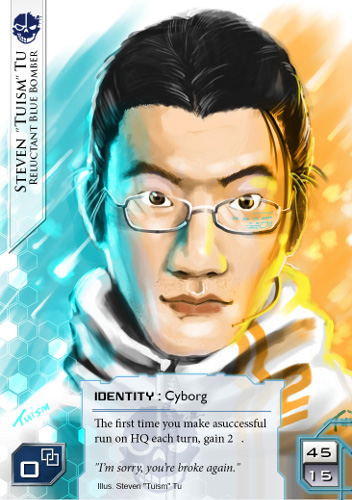 STEVEN "TUISM" TU
RELUCTANT BLUE BOMBER
Tuism
IDENTITY : Cyborg
The first time you make asuccessful
run on HQ each turn, gain 2 .
"I'm sorry, you're broke again."
Illus. Steven "Tuism" Tu
0
45
15